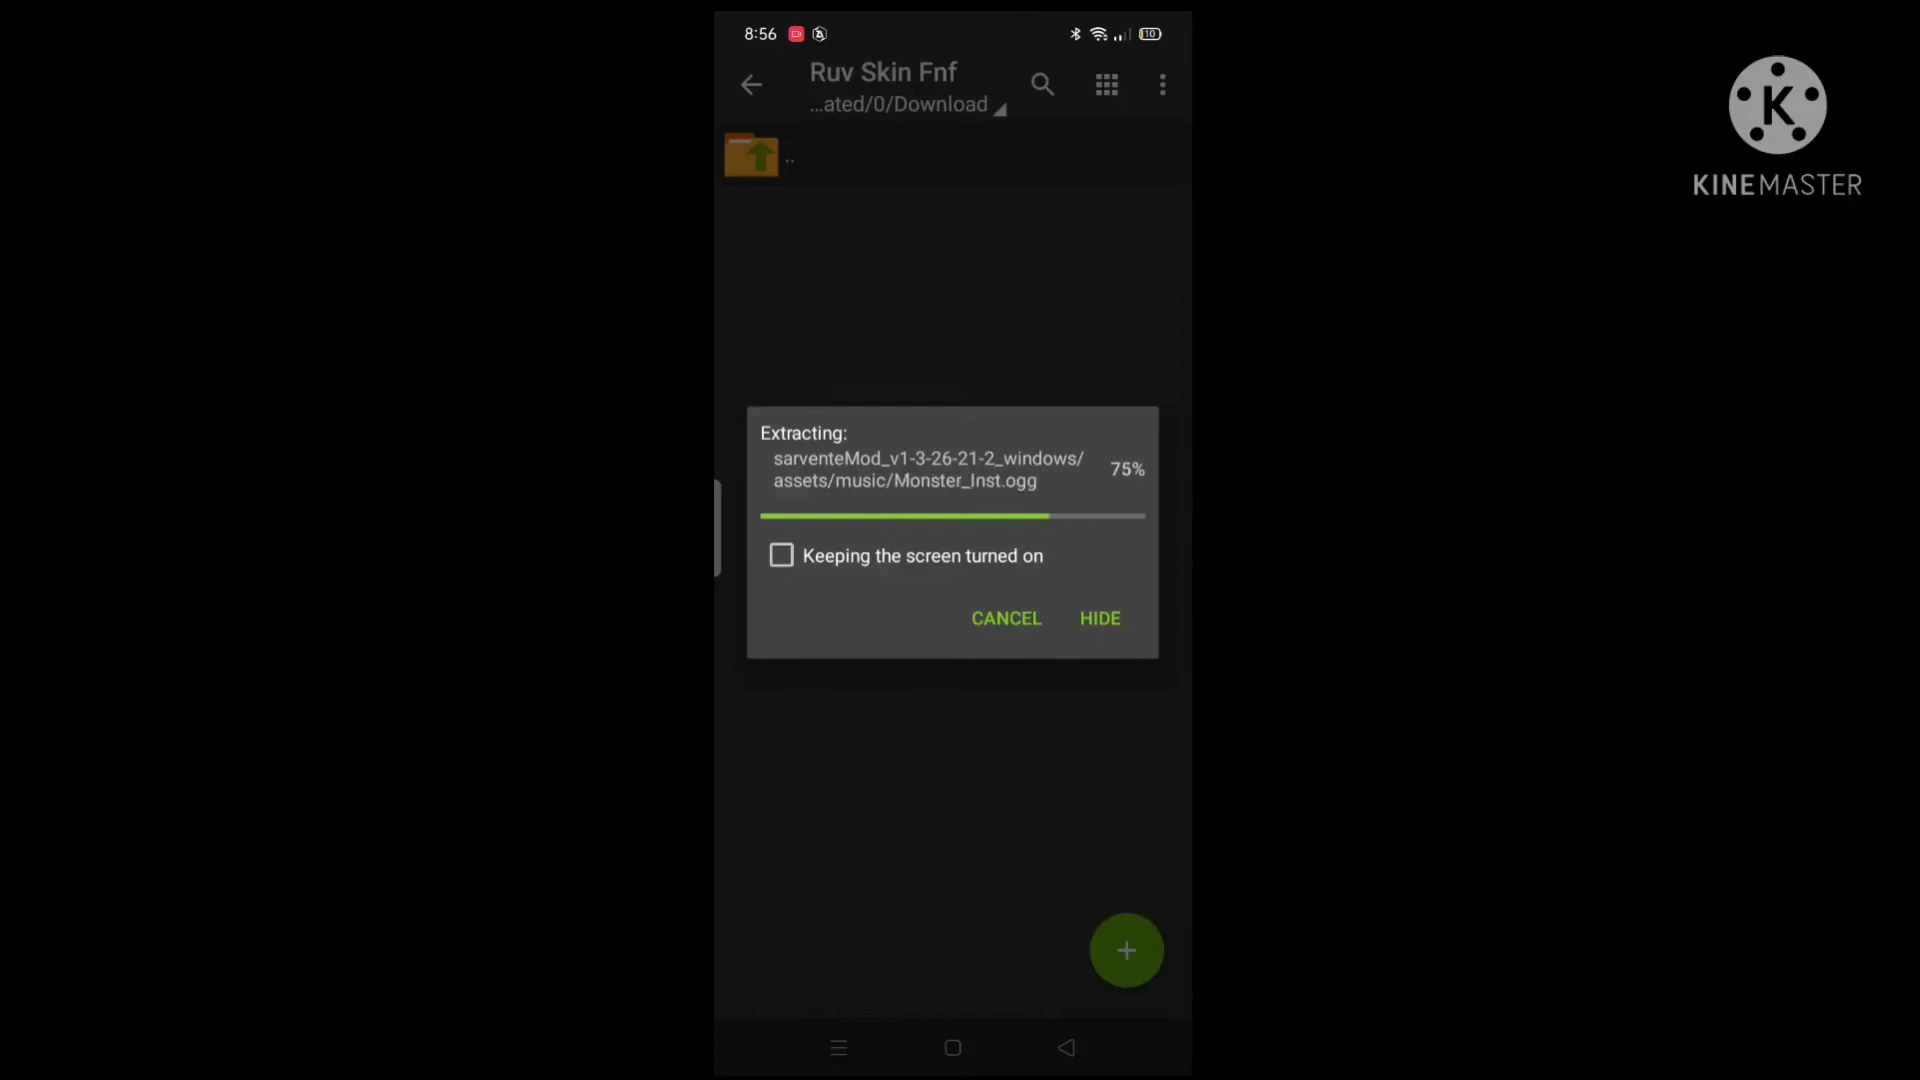 8:56
10
Ruv Skin Fnf
...ated/0/Download
..
Extracting:
sarventeMod_v1-3-26-21-2_windows/
assets/music/Monster_Inst.ogg
75%
Keeping the screen turned on
CANCEL HIDE
K
KINEMASTER